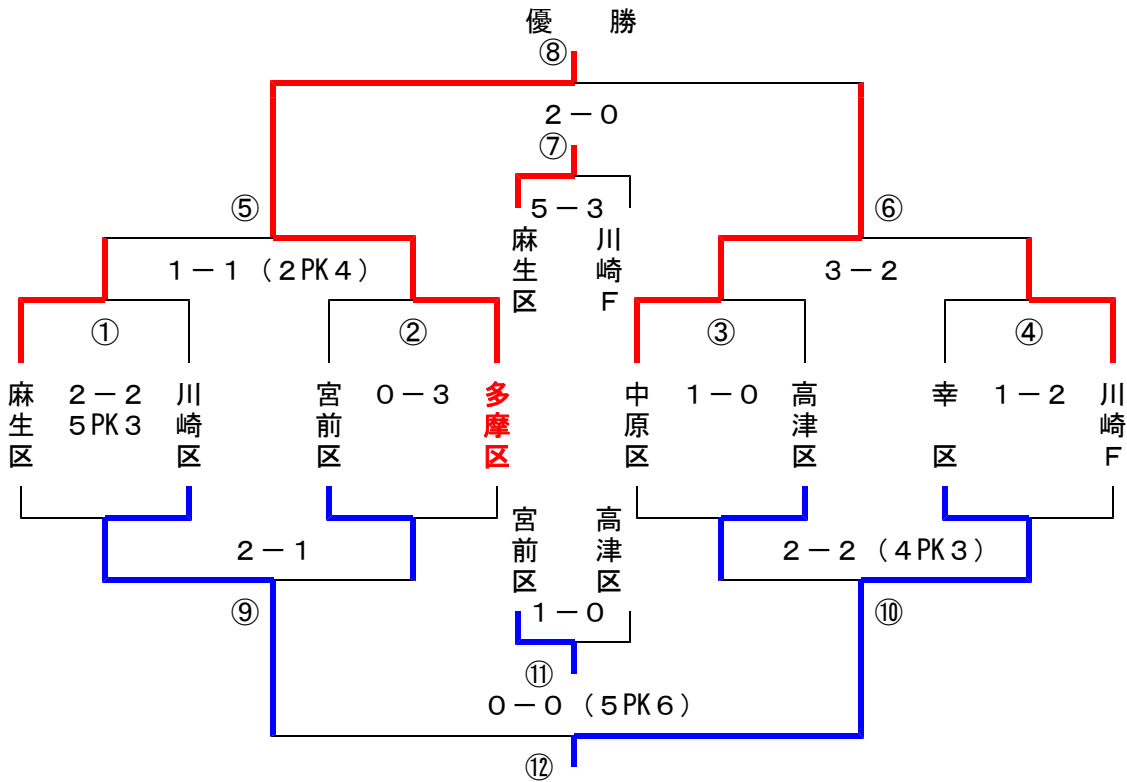 優　勝
⑧
２－０
⑦
５－３
麻生区
川崎Ｆ
⑤
⑥
１－１（２PK４）
３－２
①
②
③
④
麻生区
２－２
５PK３
川崎区
宮前区
０－３
多摩区
中原区
１－０
高津区
幸　区
１－２
川崎Ｆ
２－１
宮前区
高津区
２－２（４PK３）
１－０
⑨
⑩
⑪
０－０（５PK６）
⑫